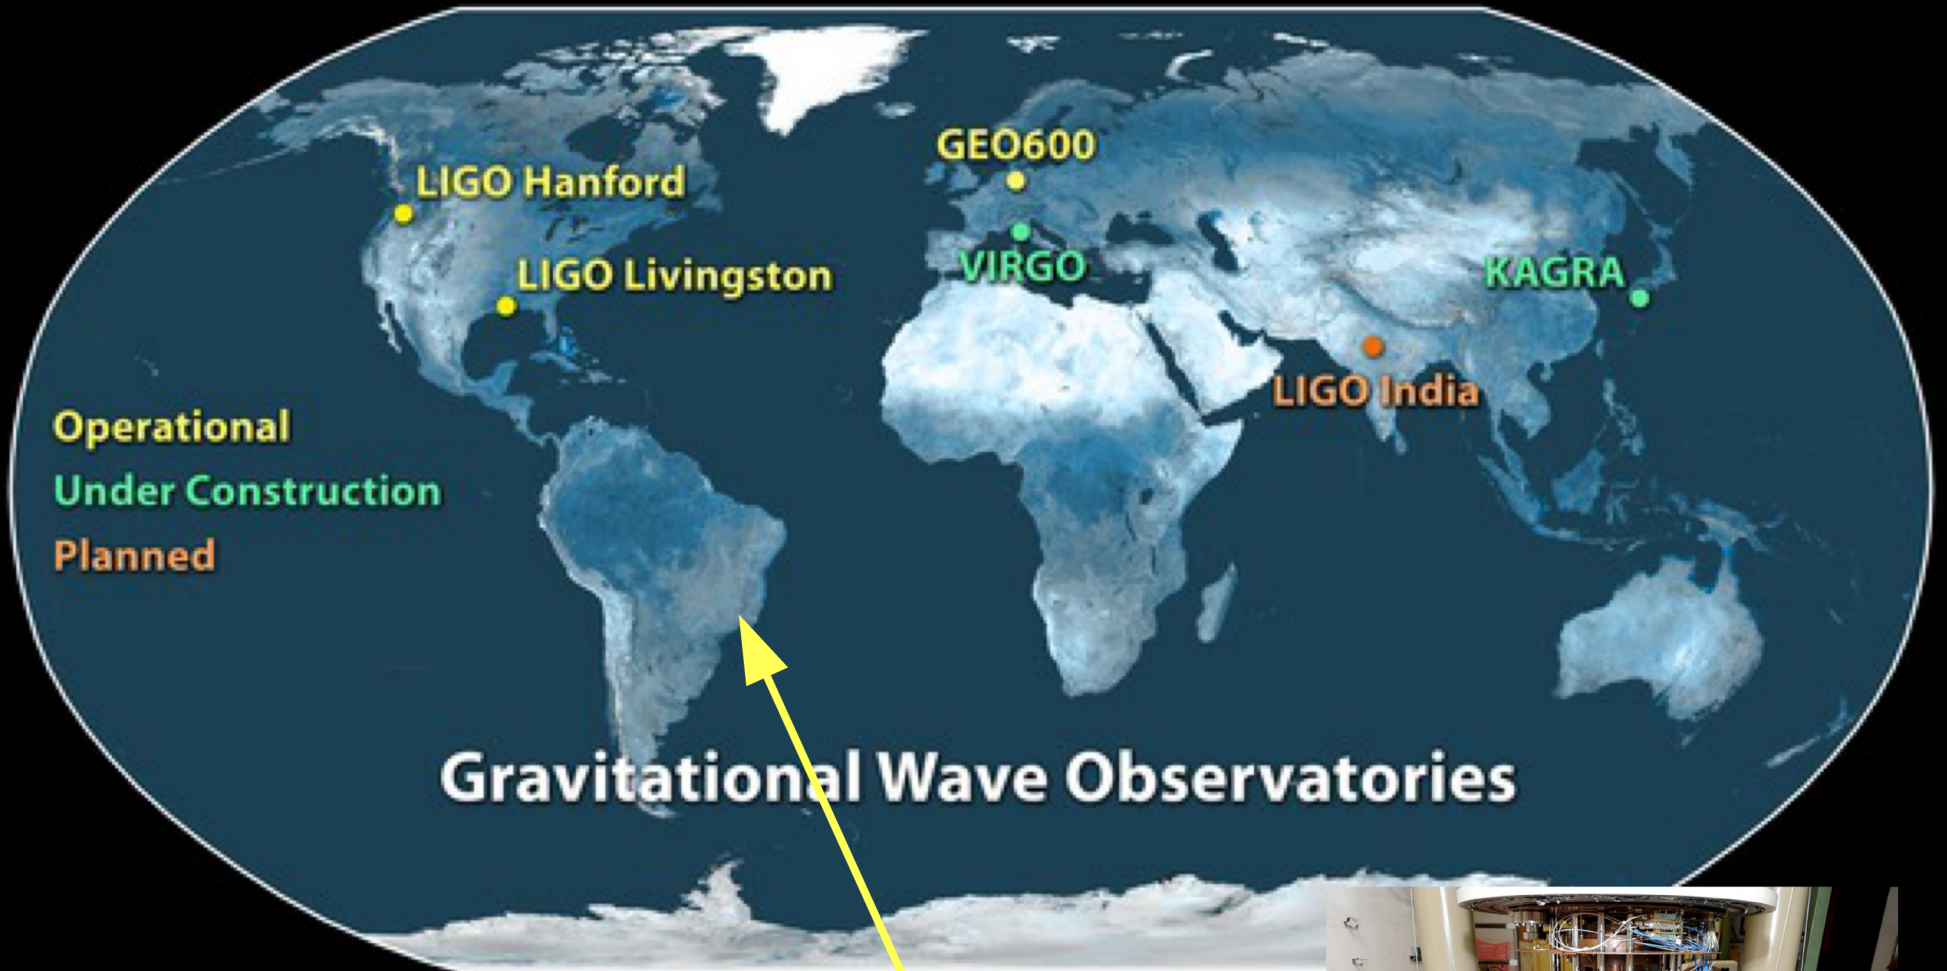 GEO600
LIGO Hanford
LIGO Livingston
VIRGO
KAGRA
LIGO India
Operational
Under Construction
Planned
Gravitational Wave Observatories